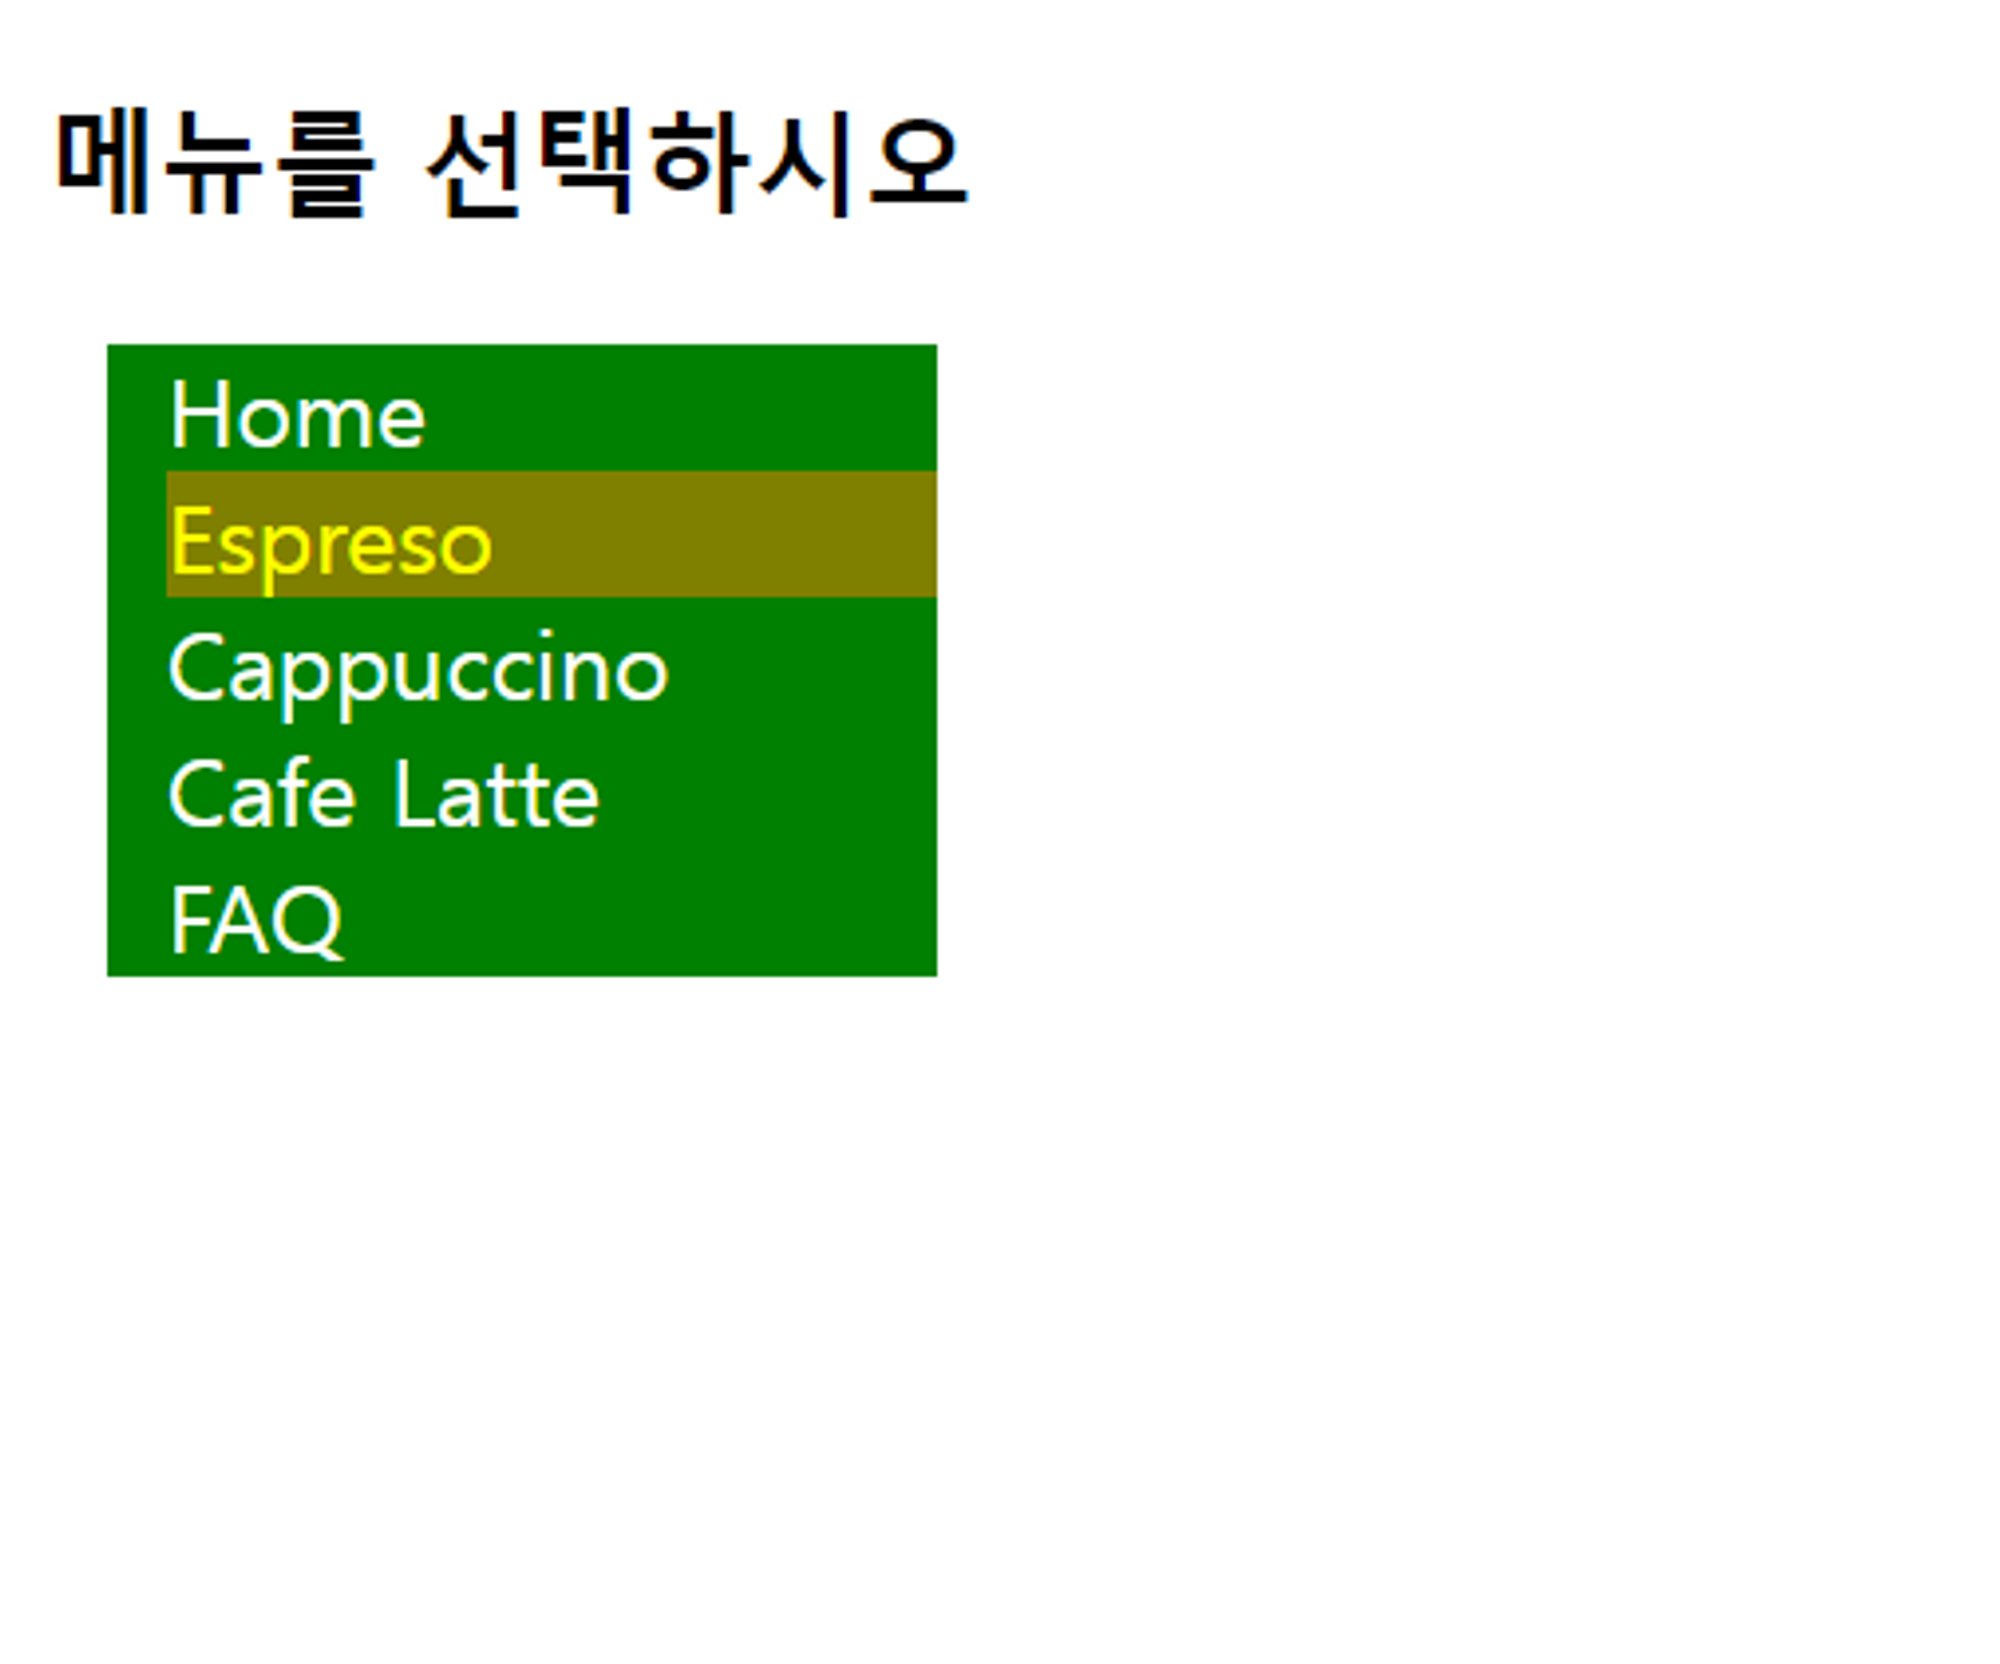 메뉴를 선택하시오
Home
Espreso
Cappuccino
Cafe Latte
FAQ